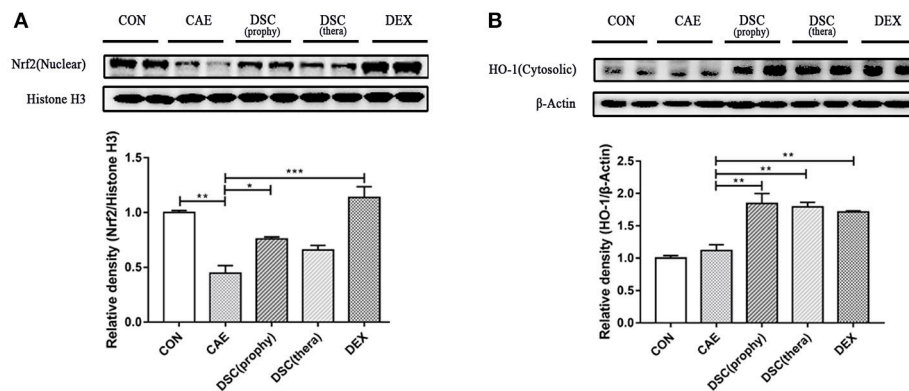 A
CON CAE DSC (prophy) DSC (thera) DEX
Nrf2(Nuclear)
Histone H3
Relative density (Nrf2/Histone H3)
1.5
1.0
0.5
0.0
***
*
**
CON CAE DSC(prophy) DSC(thera) DEX
B
CON CAE DSC (prophy) DSC (thera) DEX
HO-1(Cytosolic)
β-Actin
Relative density (HO-1/β-Actin)
2.5
2.0
1.5
1.0
0.5
0.0
**
**
**
CON CAE DSC(prophy) DSC(thera) DEX